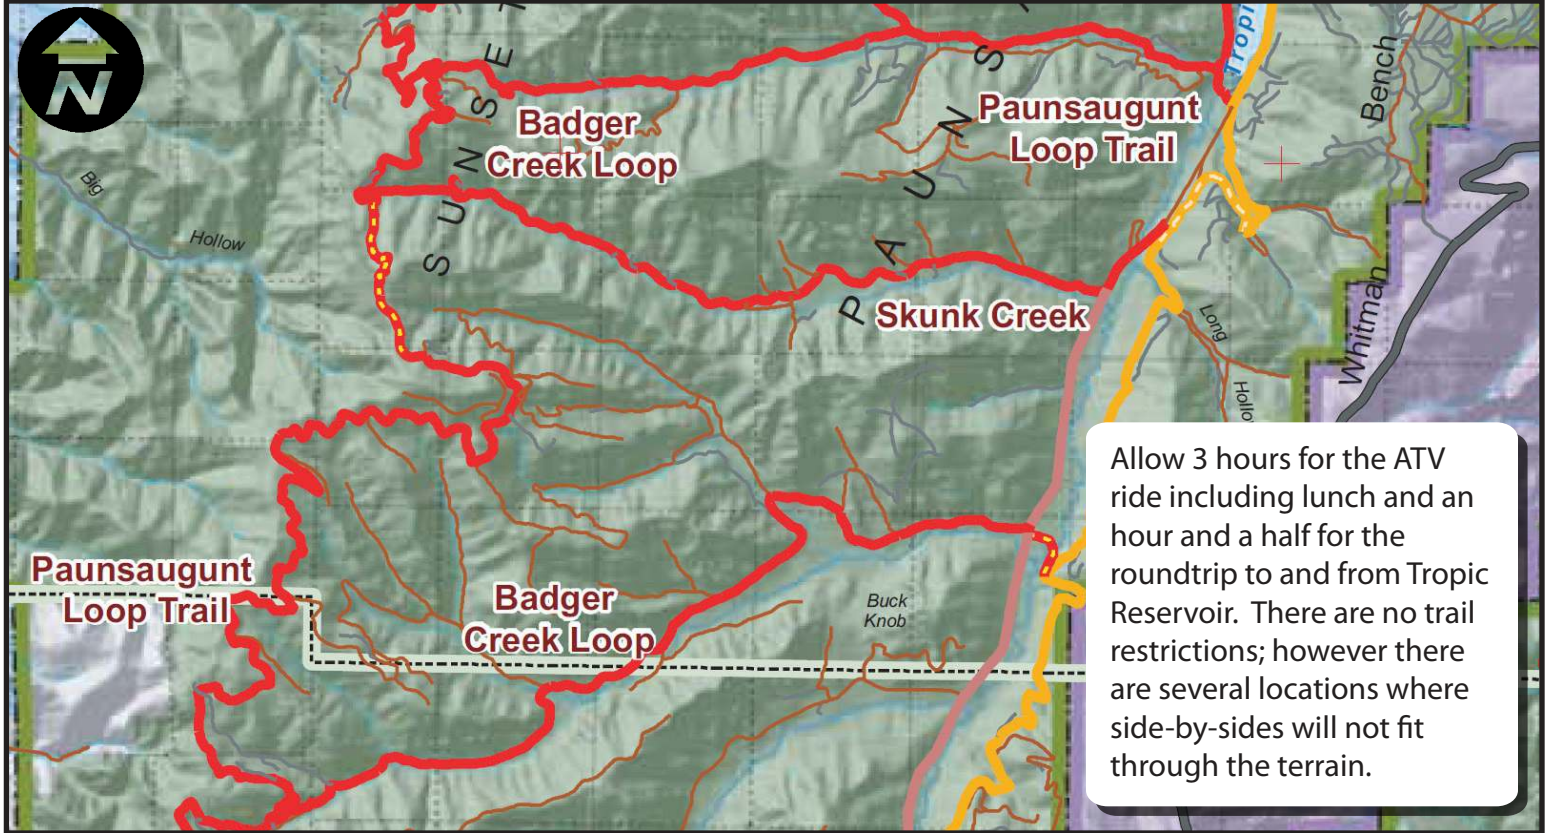 N
Tropi
SUNSET
PAUNS
Bench
Badger
Creek Loop
Paunsaugunt
Loop Trail
Big
Hollow
Skunk Creek
Whitman
Long
Hollo
Paunsaugunt
Loop Trail
Badger
Creek Loop
Buck
Knob
Allow 3 hours for the ATV
ride including lunch and an
hour and a half for the
roundtrip to and from Tropic
Reservoir. There are no trail
restrictions; however there
are several locations where
side-by-sides will not fit
through the terrain.